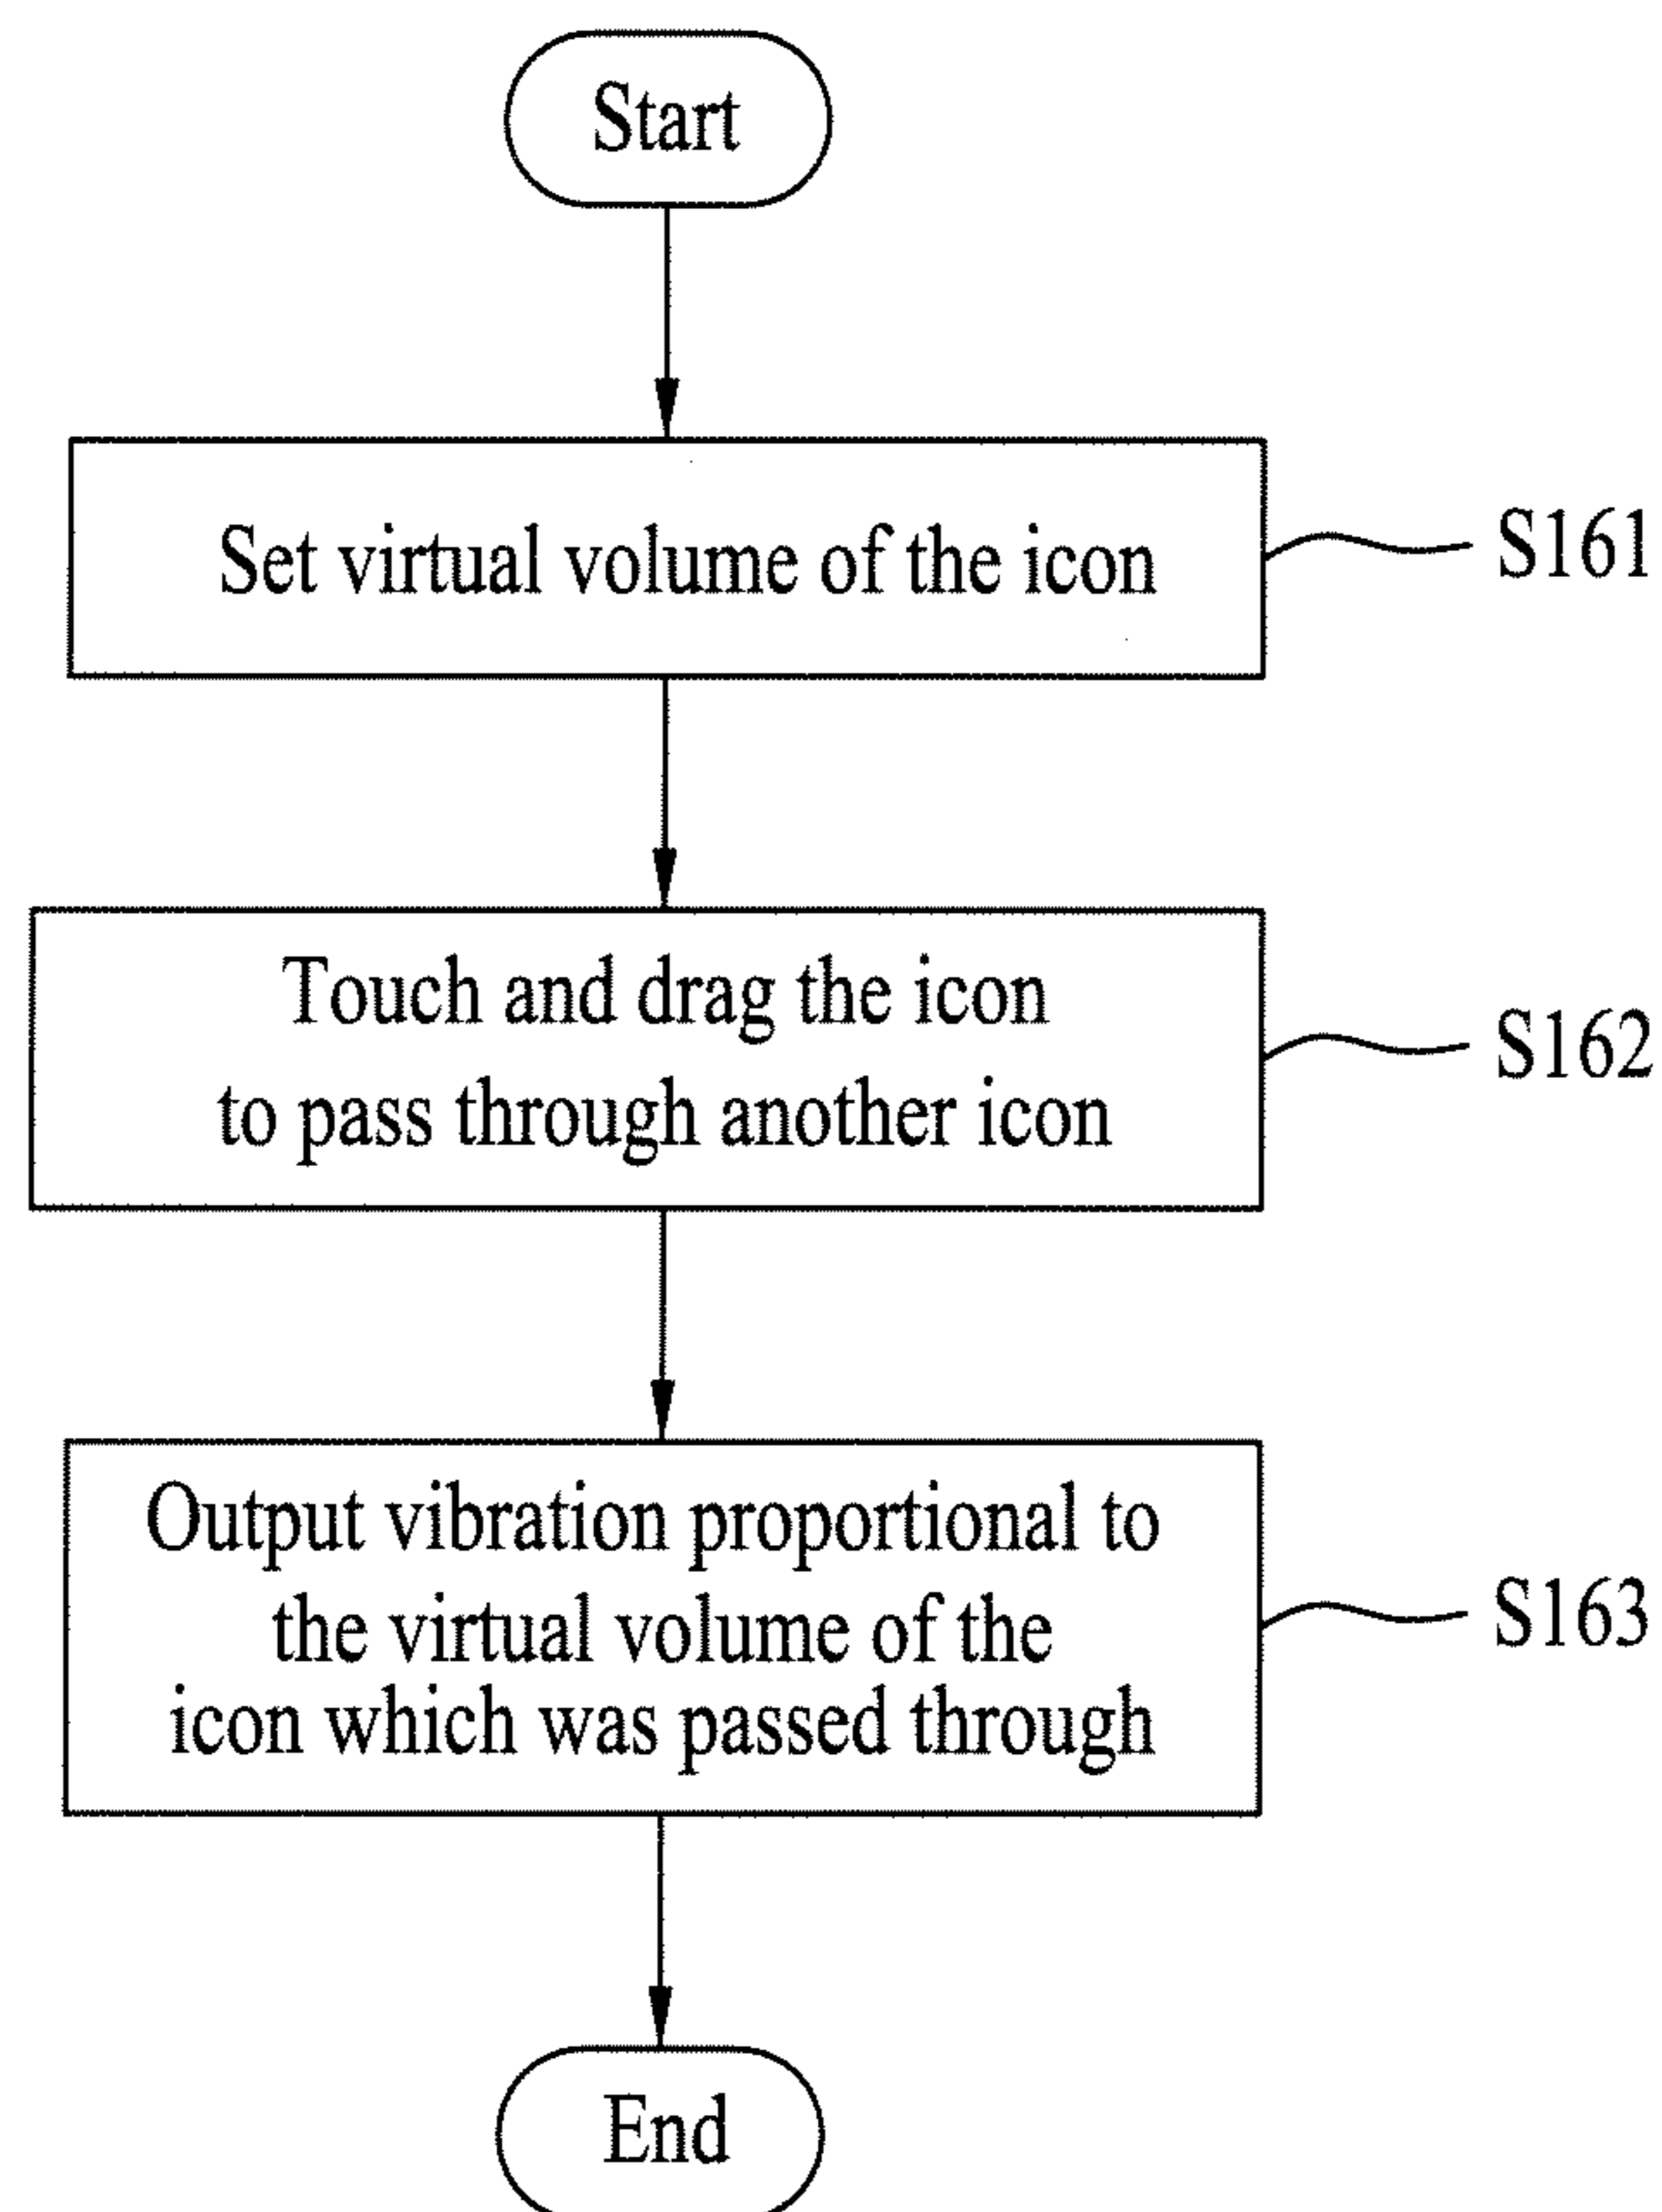 Start
Set virtual volume of the icon
S161
Touch and drag the icon
to pass through another icon
S162
Output vibration proportional to
the virtual volume of the
icon which was passed through
S163
End